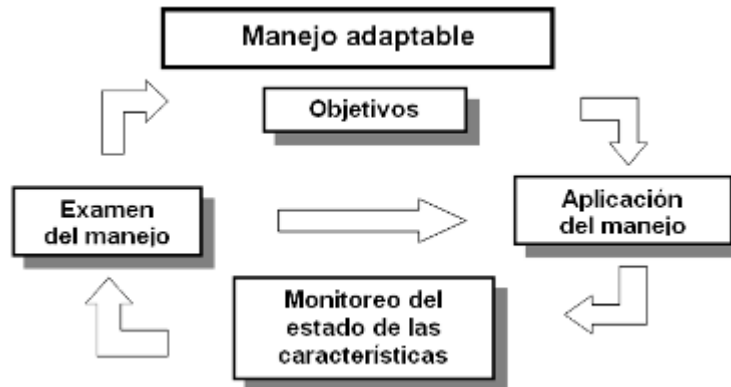 Manejo adaptable
Objetivos
Examen
del manejo
Aplicación
del manejo
Monitoreo del
estado de las
características